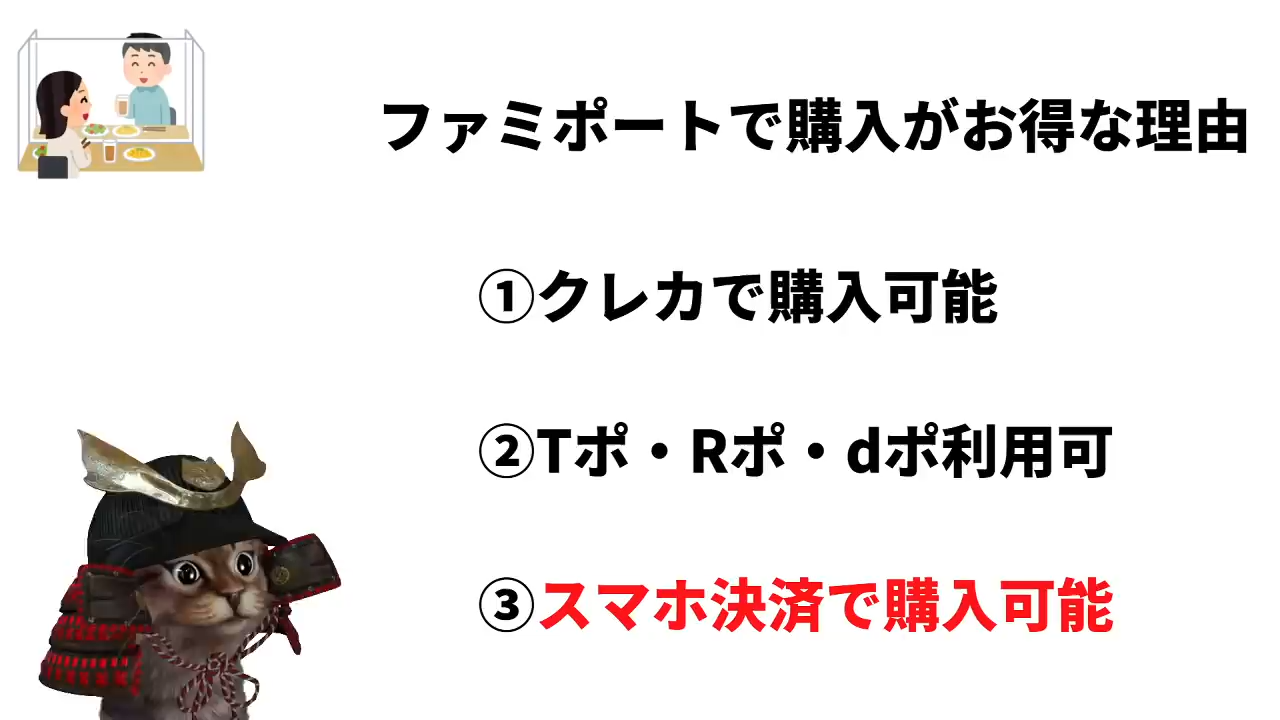 ファミポートで購入がお得な理由
①クレカで購入可能
②Tポ・Rポ・dポ利用可
③スマホ決済で購入可能